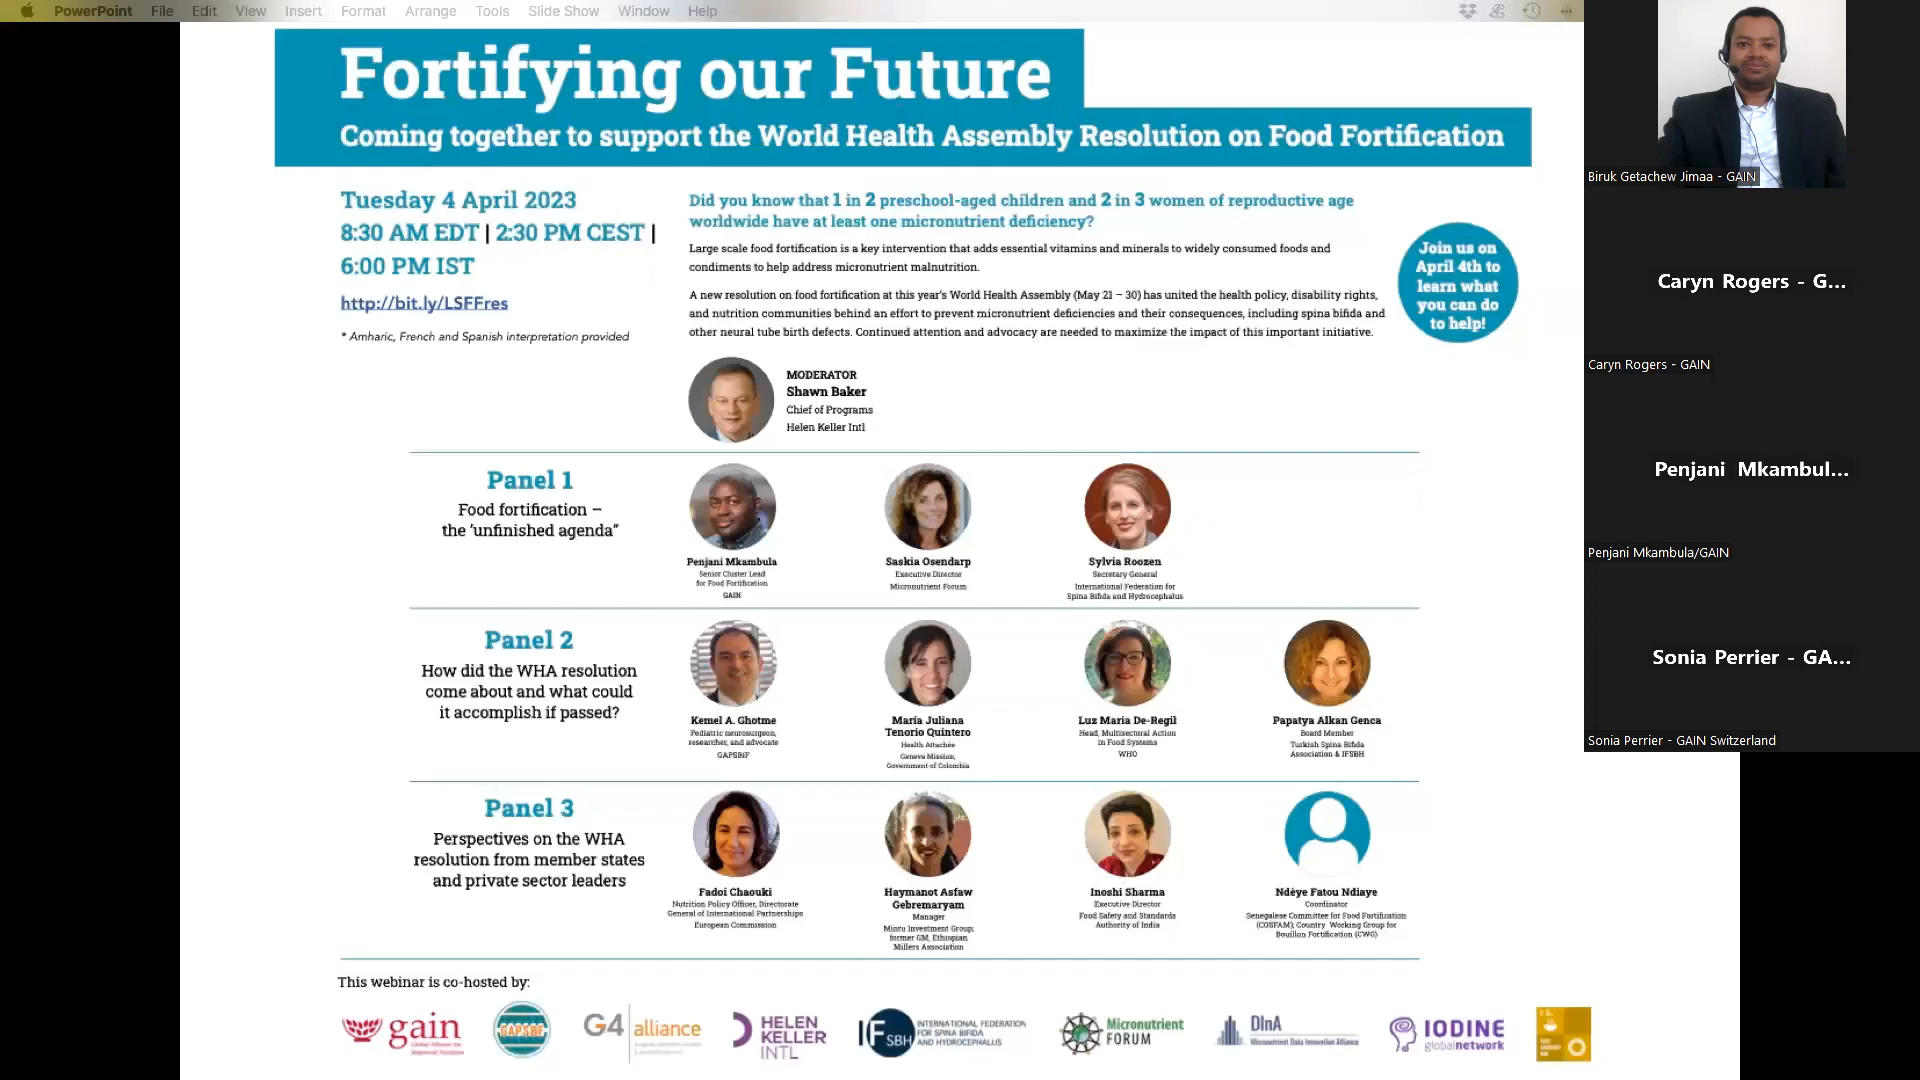 PowerPoint File Edit View Insert Format Arrange Tools Slide Show Window Help
Fortifying our Future
Coming together to support the World Health Assembly Resolution on Food Fortification
Tuesday 4 April 2023
8:30 AM EDT | 2:30 PM CEST |
6:00 PM IST
http://bit.ly/LSFFres
* Amharic, French and Spanish interpretation provided
Did you know that 1 in 2 preschool-aged children and 2 in 3 women of reproductive age
worldwide have at least one micronutrient deficiency?
Large scale food fortification is a key intervention that adds essential vitamins and minerals to widely consumed foods and
condiments to help address micronutrient malnutrition.
A new resolution on food fortification at this year's World Health Assembly (May 21 – 30) has united the health policy, disability rights,
and nutrition communities behind an effort to prevent micronutrient deficiencies and their consequences, including spina bifida and
other neural tube birth defects. Continued attention and advocacy are needed to maximize the impact of this important initiative.
Join us on
April 4th to
learn what
you can do
to help!
MODERATOR
Shawn Baker
Chief of Programs
Helen Keller Intl
Panel 1
Food fortification –
the 'unfinished agenda"
Penjani Mkambula
Senior Cluster Lead
for Food Fortification
GAIN
Saskia Osendarp
Executive Director
Micronutrient Forum
Sylvia Roozen
Secretary General
International Federation for
Spina Bifida and Hydrocephalus
Panel 2
How did the WHA resolution
come about and what could
it accomplish if passed?
Kemel A. Ghotme
Pediatric neurosurgeon,
researcher, and advocate
GAPSBiF
María Juliana
Tenorio Quintero
Health Attachée
Geneva Mission,
Government of Colombia
Luz Maria De-Regil
Head, Multisectoral Action
in Food Systems
WHO
Papatya Alkan Genca
Board Member
Turkish Spina Bifida
Association & IFSBH
Panel 3
Perspectives on the WHA
resolution from member states
and private sector leaders
Fadoi Chaouki
Nutrition Policy Officer, Directorate
General of International Partnerships
European Commission
Haymanot Asfaw
Gebremaryam
Manager
Mintu Investment Group;
former GM, Ethiopian
Millers Association
Inoshi Sharma
Executive Director
Food Safety and Standards
Authority of India
Ndèye Fatou Ndiaye
Coordinator
Senegalese Committee for Food Fortification
(COSFAM); Country Working Group for
Bouillon Fortification (CWG)
This webinar is co-hosted by:
gain
Global Alliance for
Improved Nutrition
GAPSBiF
G4 alliance
HELEN
KELLER
INTL
IFSBH
INTERNATIONAL FEDERATION
FOR SPINA BIFIDA
AND HYDROCEPHALUS
Micronutrient
FORUM
DInA
Micronutrient Data Innovation Alliance
IODINE
globalnetwork
Biruk Getachew Jimaa - GAIN
Caryn Rogers - G...
Caryn Rogers - GAIN
Penjani Mkambul...
Penjani Mkambula/GAIN
Sonia Perrier - GA...
Sonia Perrier - GAIN Switzerland